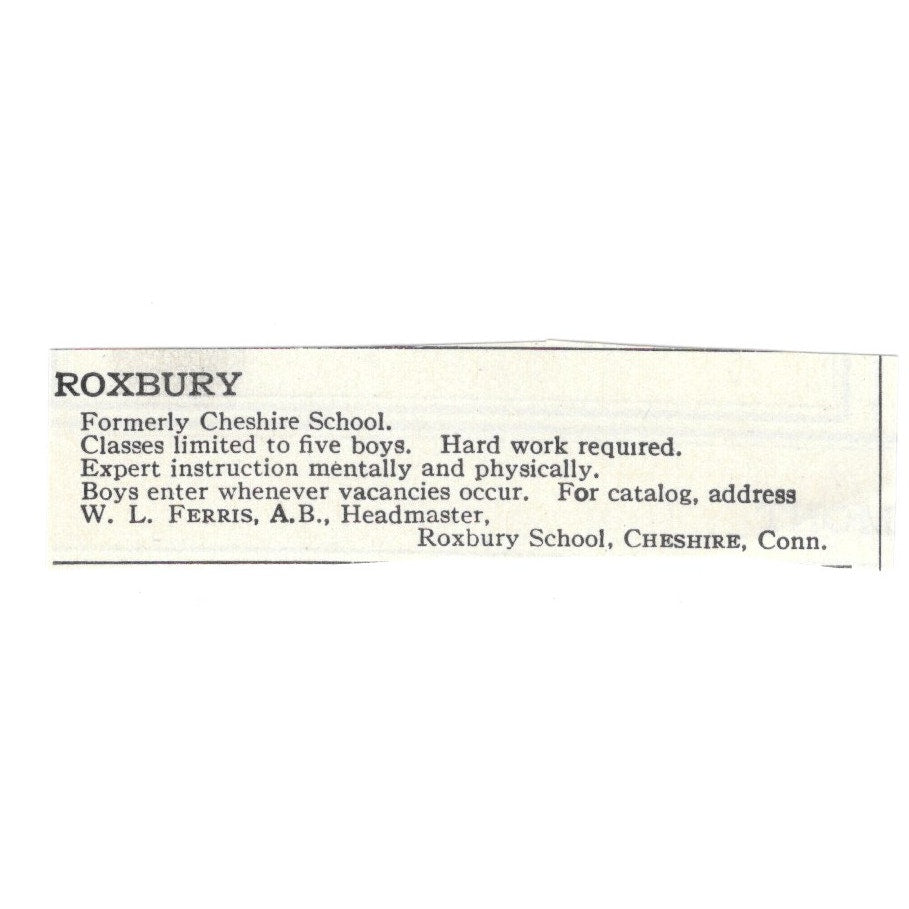 ROXBURY
Formerly Cheshire School.
Classes limited to five boys. Hard work required.
Expert instruction mentally and physically.
Boys enter whenever vacancies occur. For catalog, address
W. L. FERRIS, A.B., Headmaster,
Roxbury School, CHESHIRE, Conn.